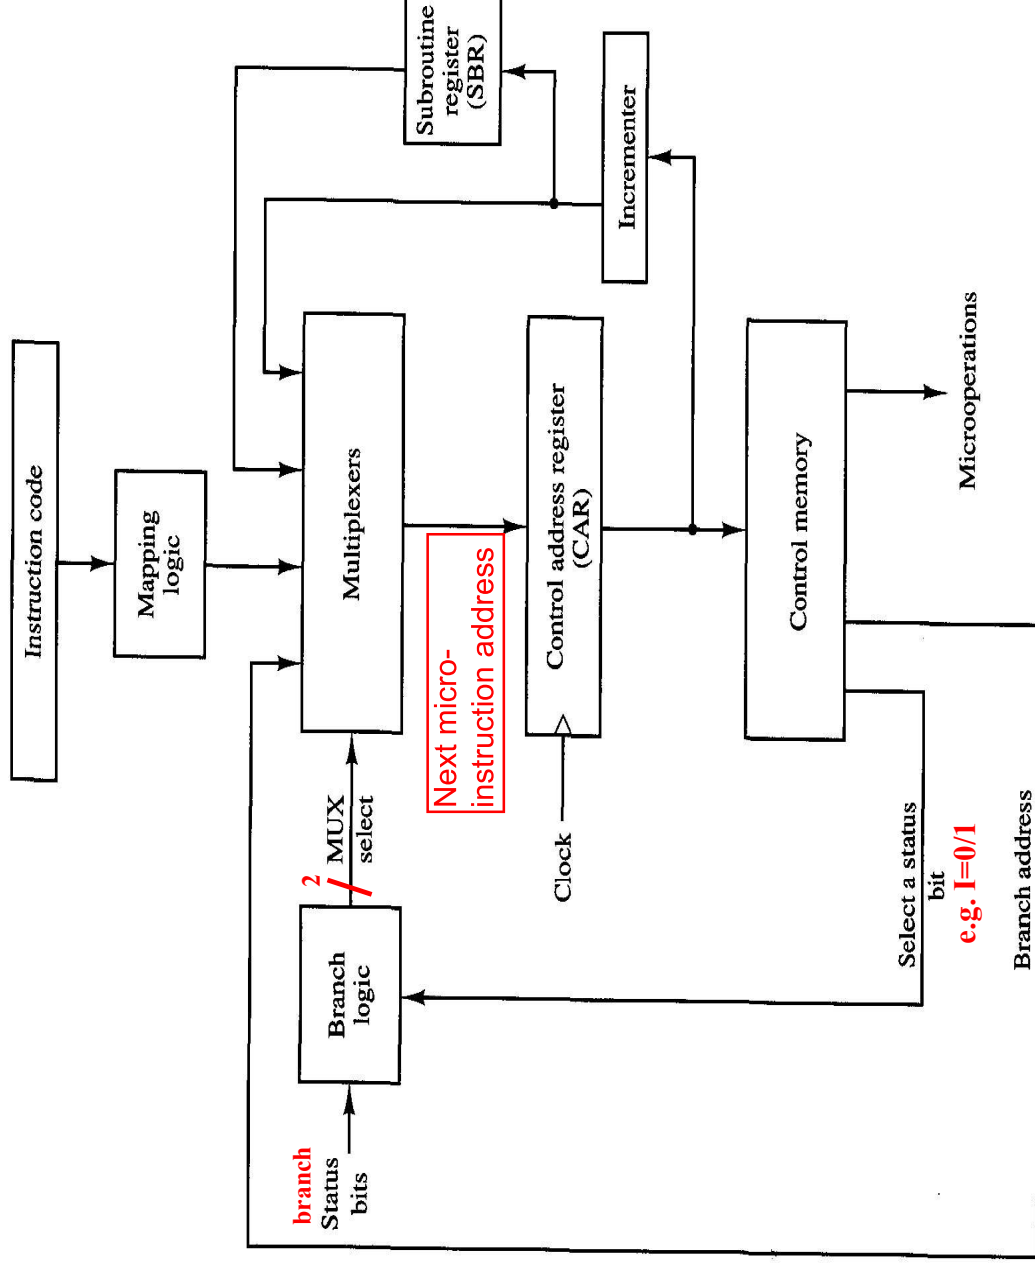 Instruction code
Mapping
logic
Subroutine
register
(SBR)
branch
Status
bits
Branch
logic
2
MUX
select
Multiplexers
Incrementer
Next micro-
instruction address
Clock
Control address register
(CAR)
Control memory
Select a status
bit
e.g. I=0/1
Microoperations
Branch address